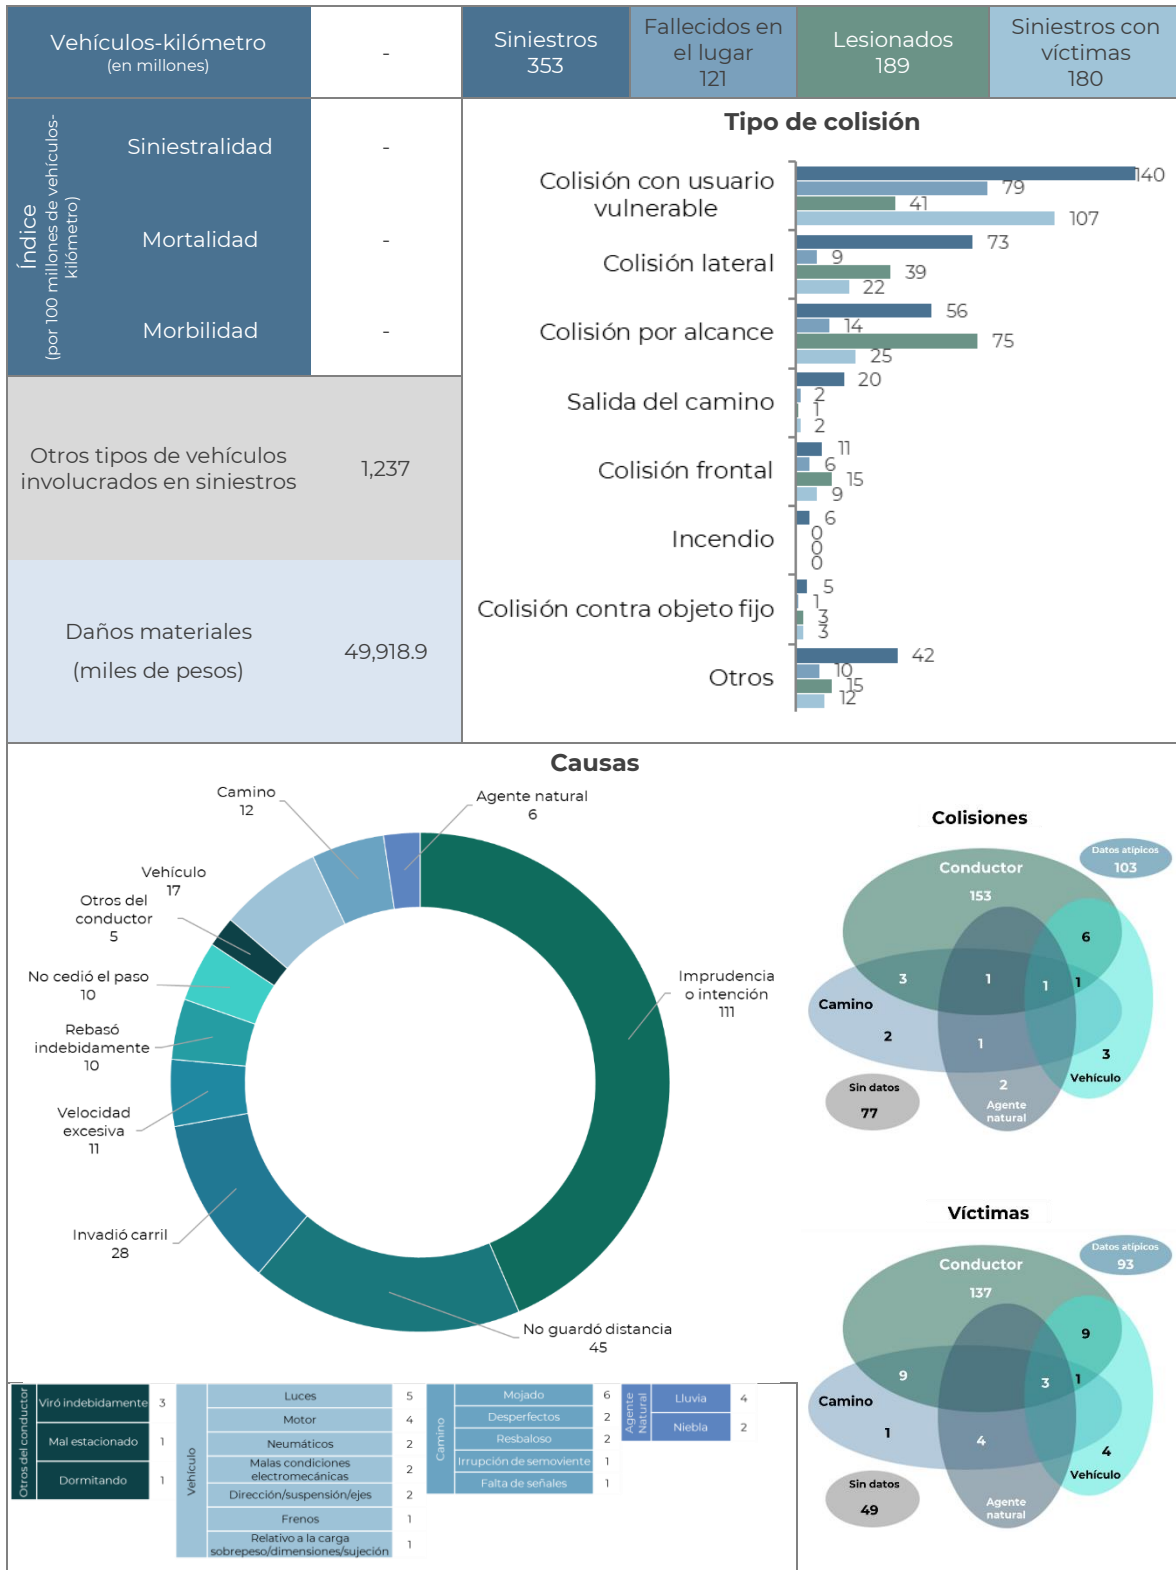 Vehículos-kilómetro
(en millones)
-
Siniestros
353
Fallecidos en
el lugar
121
Lesionados
189
Siniestros con
víctimas
180
Índice
(por 100 millones de vehículos-
kilómetro)
Siniestralidad
-
Mortalidad
-
Morbilidad
-
Otros tipos de vehículos
involucrados en siniestros
1,237
Daños materiales
(miles de pesos)
49,918.9
Tipo de colisión
Colisión con usuario
vulnerable
140
79
41
107
Colisión lateral
73
9
39
22
Colisión por alcance
56
14
75
25
Salida del camino
20
2
1
2
Colisión frontal
11
6
15
9
Incendio
6
0
0
0
Colisión contra objeto fijo
5
1
3
3
Otros
42
10
15
12
Causas
Camino
12
Agente natural
6
Vehículo
17
Otros del
conductor
5
No cedió el paso
10
Rebasó
indebidamente
10
Velocidad
excesiva
11
Invadió carril
28
No guardó distancia
45
Imprudencia
o intención
111
Colisiones
Datos atípicos
103
Conductor
153
6
3
1
1
1
Camino
2
1
3
Vehículo
2
Agente
natural
Sin datos
77
Víctimas
Datos atípicos
93
Conductor
137
9
9
3
1
Camino
1
4
4
Vehículo
Agente
natural
Sin datos
49
Otros del conductor
Viró indebidamente 3
Mal estacionado 1
Dormitando 1
Vehículo
Luces 5
Motor 4
Neumáticos 2
Malas condiciones
electromecánicas 2
Dirección/suspensión/ejes 2
Frenos 1
Relativo a la carga
sobrepeso/dimensiones/sujeción 1
Camino
Mojado 6
Desperfectos 2
Resbaloso 2
Irrupción de semoviente 1
Falta de señales 1
Agente
Natural
Lluvia 4
Niebla 2